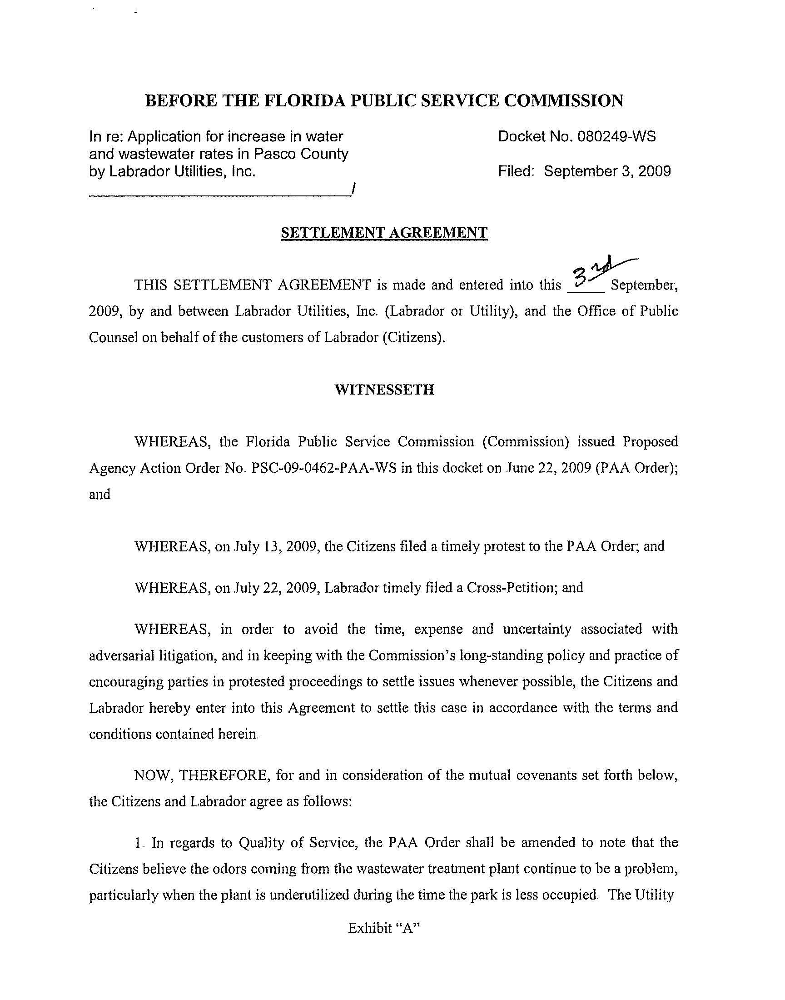 BEFORE THE FLORIDA PUBLIC SERVICE COMMISSION
In re: Application for increase in water
and wastewater rates in Pasco County
by Labrador Utilities, Inc.
/
Docket No. 080249-WS
Filed: September 3, 2009
SETTLEMENT AGREEMENT
THIS SETTLEMENT AGREEMENT is made and entered into this 3rd September,
2009, by and between Labrador Utilities, Inc. (Labrador or Utility), and the Office of Public
Counsel on behalf of the customers of Labrador (Citizens).
WITNESSETH
WHEREAS, the Florida Public Service Commission (Commission) issued Proposed
Agency Action Order No. PSC-09-0462-PAA-WS in this docket on June 22, 2009 (PAA Order);
and
WHEREAS, on July 13, 2009, the Citizens filed a timely protest to the PAA Order; and
WHEREAS, on July 22, 2009, Labrador timely filed a Cross-Petition; and
WHEREAS, in order to avoid the time, expense and uncertainty associated with
adversarial litigation, and in keeping with the Commission's long-standing policy and practice of
encouraging parties in protested proceedings to settle issues whenever possible, the Citizens and
Labrador hereby enter into this Agreement to settle this case in accordance with the terms and
conditions contained herein.
NOW, THEREFORE, for and in consideration of the mutual covenants set forth below,
the Citizens and Labrador agree as follows:
1. In regards to Quality of Service, the PAA Order shall be amended to note that the
Citizens believe the odors coming from the wastewater treatment plant continue to be a problem,
particularly when the plant is underutilized during the time the park is less occupied. The Utility
Exhibit “A”